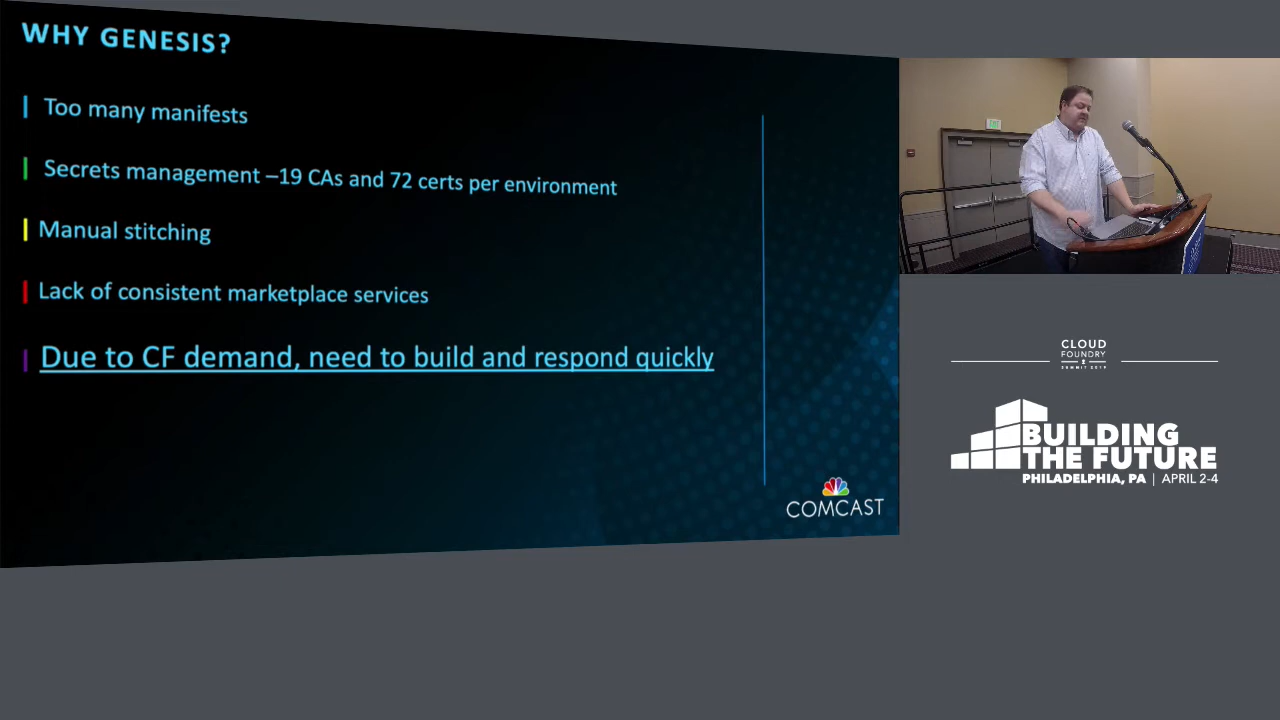 WHY GENESIS?
Too many manifests
Secrets management –19 CAs and 72 certs per environment
Manual stitching
Lack of consistent marketplace services
Due to CF demand, need to build and respond quickly
COMCAST
CLOUD
FOUNDRY
SUMMIT 2019
BUILDING
THE FUTURE
PHILADELPHIA, PA | APRIL 2-4